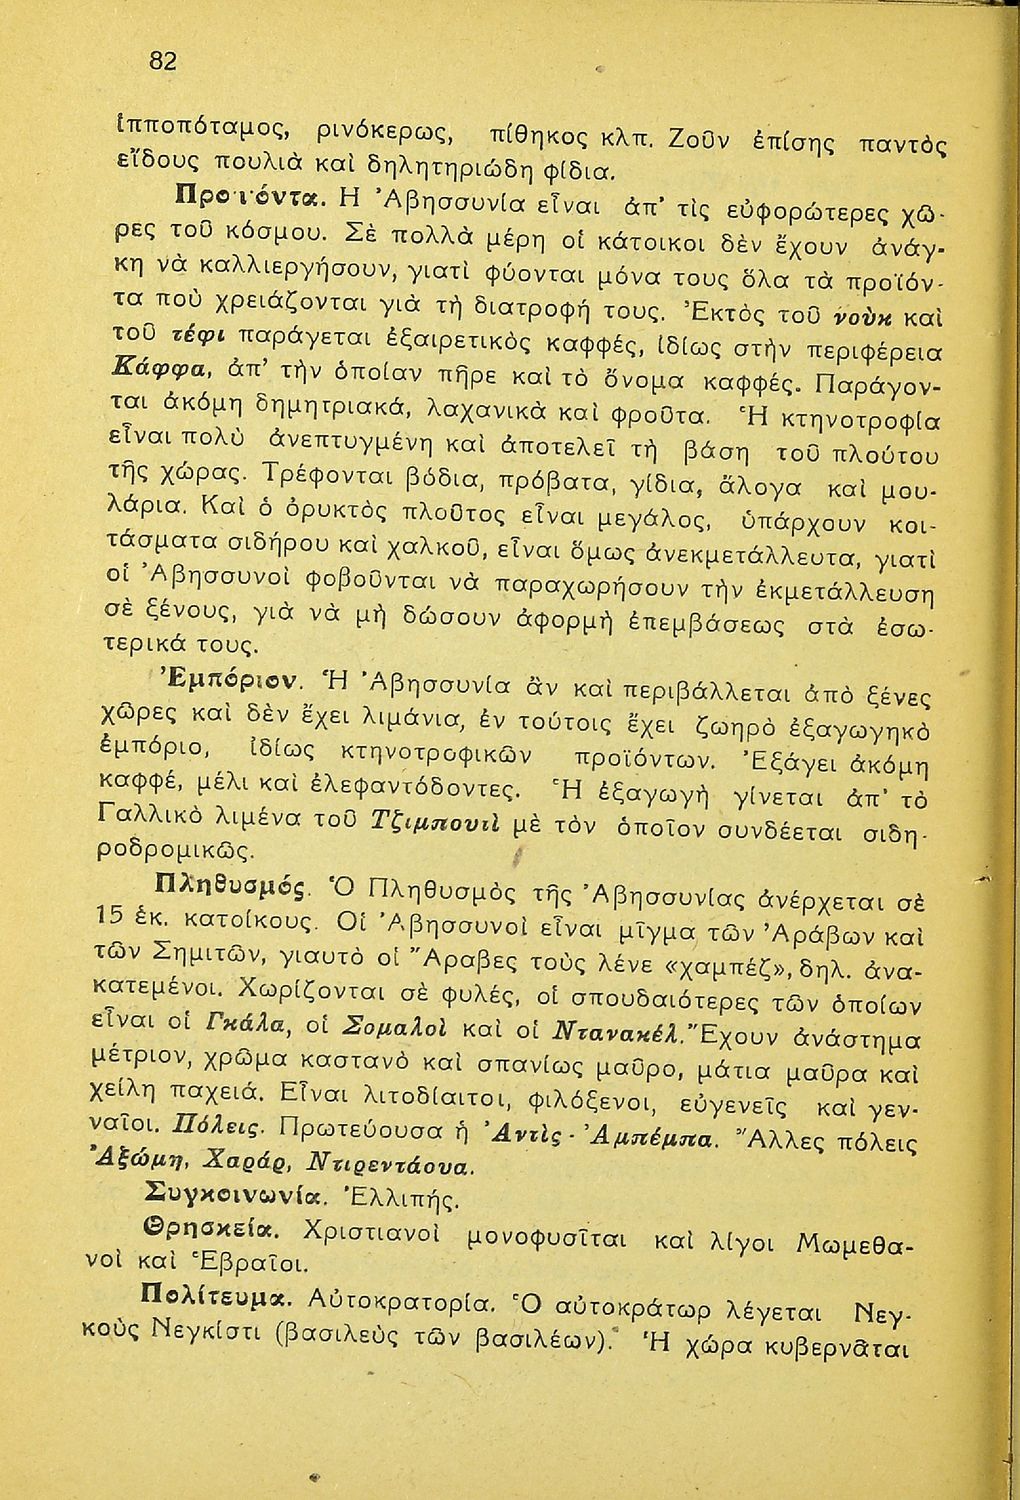 82
ἱπποπόταμος, ρινόκερως, πίθηκος κλπ. Ζοῦν ἐπίσης παντὸς
εἴδους πουλιὰ καὶ δηλητηριώδη φίδια.
Προϊόντα. Η Ἀβησσυνία εἶναι ἀπ' τὶς εὐφορώτερες χῶ-
ρες τοῦ κόσμου. Σὲ πολλὰ μέρη οἱ κάτοικοι δὲν ἔχουν ἀνάγ-
κη νὰ καλλιεργήσουν, γιατὶ φύονται μόνα τους ὅλα τὰ προϊόν-
τα ποὺ χρειάζονται γιὰ τὴ διατροφή τους. Ἐκτὸς τοῦ νοὺκ καὶ
τοῦ τέφι παράγεται ἐξαιρετικὸς καφφές, ἰδίως στὴν περιφέρεια
Κάφφα, ἀπ' τὴν ὁποίαν πῆρε καὶ τὸ ὄνομα καφφές. Παράγον-
ται ἀκόμη δημητριακά, λαχανικὰ καὶ φροῦτα. Ἡ κτηνοτροφία
εἶναι πολὺ ἀνεπτυγμένη καὶ ἀποτελεῖ τὴ βάση τοῦ πλούτου
τῆς χώρας. Τρέφονται βόδια, πρόβατα, γίδια, ἄλογα καὶ μου-
λάρια. Καὶ ὁ ὀρυκτὸς πλοῦτος εἶναι μεγάλος, ὑπάρχουν κοι-
τάσματα σιδήρου καὶ χαλκοῦ, εἶναι ὅμως ἀνεκμετάλλευτα, γιατὶ
οἱ Ἀβησσυνοὶ φοβοῦνται νὰ παραχωρήσουν τὴν ἐκμετάλλευση
σὲ ξένους, γιὰ νὰ μὴ δώσουν ἀφορμὴ ἐπεμβάσεως στὰ ἐσω-
τερικά τους.
Ἐμπόριον. Ἡ Ἀβησσυνία ἂν καὶ περιβάλλεται ἀπὸ ξένες
χῶρες καὶ δὲν ἔχει λιμάνια, ἐν τούτοις ἔχει ζωηρὸ ἐξαγωγηκὸ
ἐμπόριο, ἰδίως κτηνοτροφικῶν προϊόντων. Ἐξάγει ἀκόμη
καφφέ, μέλι καὶ ἐλεφαντόδοντες. Ἡ ἐξαγωγὴ γίνεται ἀπ' τὸ
Γαλλικὸ λιμένα τοῦ Τζιμπουτὶ μὲ τὸν ὁποῖον συνδέεται σιδη-
ροδρομικῶς.
Πληθυσμός. Ὁ Πληθυσμὸς τῆς Ἀβησσυνίας ἀνέρχεται σὲ
15 ἑκ. κατοίκους. Οἱ Ἀβησσυνοὶ εἶναι μῖγμα τῶν Ἀράβων καὶ
τῶν Σημιτῶν, γιαυτὸ οἱ Ἄραβες τοὺς λένε «χαμπέζ», δηλ. ἀνα-
κατεμένοι. Χωρίζονται σὲ φυλές, οἱ σπουδαιότερες τῶν ὁποίων
εἶναι οἱ Γκάλα, οἱ Σομαλοὶ καὶ οἱ Ντανακέλ. Ἔχουν ἀνάστημα
μέτριον, χρῶμα καστανὸ καὶ σπανίως μαῦρο, μάτια μαῦρα καὶ
χείλη παχειά. Εἶναι λιτοδίαιτοι, φιλόξενοι, εὐγενεῖς καὶ γεν-
ναῖοι. Πόλεις. Πρωτεύουσα ἡ Ἀντὶς - Ἀμπέμπα. Ἄλλες πόλεις
Ἀξώμη, Χαράρ, Ντιρεντάουα.
Συγκοινωνία. Ἐλλιπής.
Θρησκεία. Χριστιανοὶ μονοφυσῖται καὶ λίγοι Μωμεθα-
νοὶ καὶ Ἑβραῖοι.
Πολίτευμα. Αὐτοκρατορία. Ὁ αὐτοκράτωρ λέγεται Νεγ-
κοὺς Νεγκίστι (βασιλεὺς τῶν βασιλέων). Ἡ χώρα κυβερνᾶται